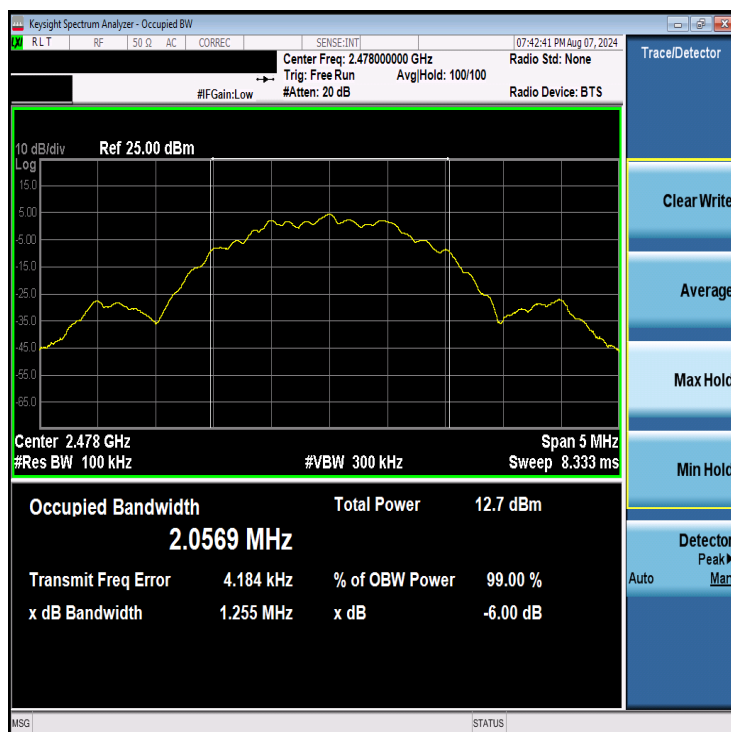 Keysight Spectrum Analyzer - Occupied BW
LXI RLT RF 50 Ω AC CORREC SENSE:INT 07:42:41 PM Aug 07, 2024
Center Freq: 2.478000000 GHz Radio Std: None
Trig: Free Run Avg|Hold: 100/100
#IFGain:Low #Atten: 20 dB Radio Device: BTS
Trace/Detector
10 dB/div Ref 25.00 dBm
Log
15.0
5.00
-5.00
-15.0
-25.0
-35.0
-45.0
-55.0
-65.0
Center 2.478 GHz Span 5 MHz
#Res BW 100 kHz #VBW 300 kHz Sweep 8.333 ms
Clear Write
Average
Max Hold
Min Hold
Detector
Peak▶
Auto Man
Occupied Bandwidth Total Power 12.7 dBm
2.0569 MHz
Transmit Freq Error 4.184 kHz % of OBW Power 99.00 %
x dB Bandwidth 1.255 MHz x dB -6.00 dB
MSG STATUS